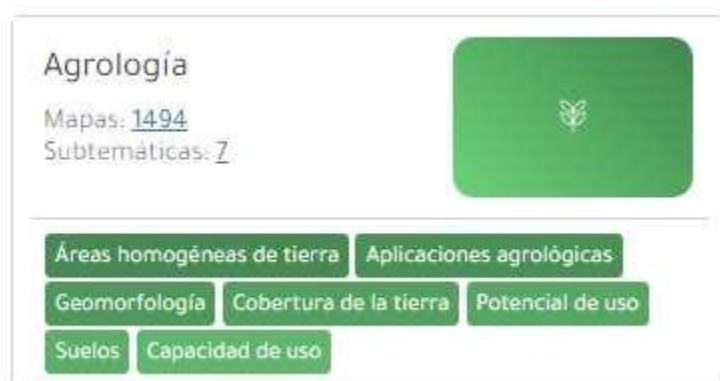 Agrología
Mapas: 1494
Subtemáticas: 7
Áreas homogéneas de tierra Aplicaciones agrológicas
Geomorfología Cobertura de la tierra Potencial de uso
Suelos Capacidad de uso